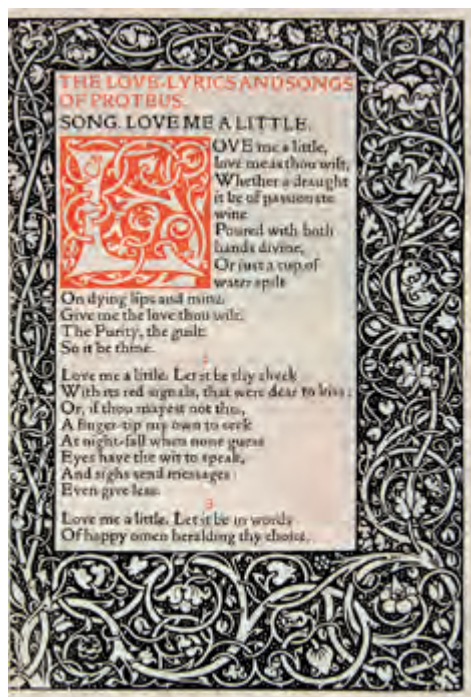 THE LOVE-LYRICS AND SONGS
OF PROTEUS.
SONG. LOVE ME A LITTLE.
LOVE me a little,
love me as thou wilt,
Whether a draught
it be of passionate
wine
Poured with both
hands divine,
Or just a cup of
water spilt
On dying lips and mine.
Give me the love thou wilt,
The Purity, the guilt
So it be thine.
2
Love me a little. Let it be thy cheek
With its red signals, that were dear to kiss;
Or, if thou mayest not this,
A finger-tip my own to seek
At night-fall when none guess
Eyes have the wit to speak,
And sighs send messages:
Even give less.
3
Love me a little. Let it be in words
Of happy omen heralding thy choice,